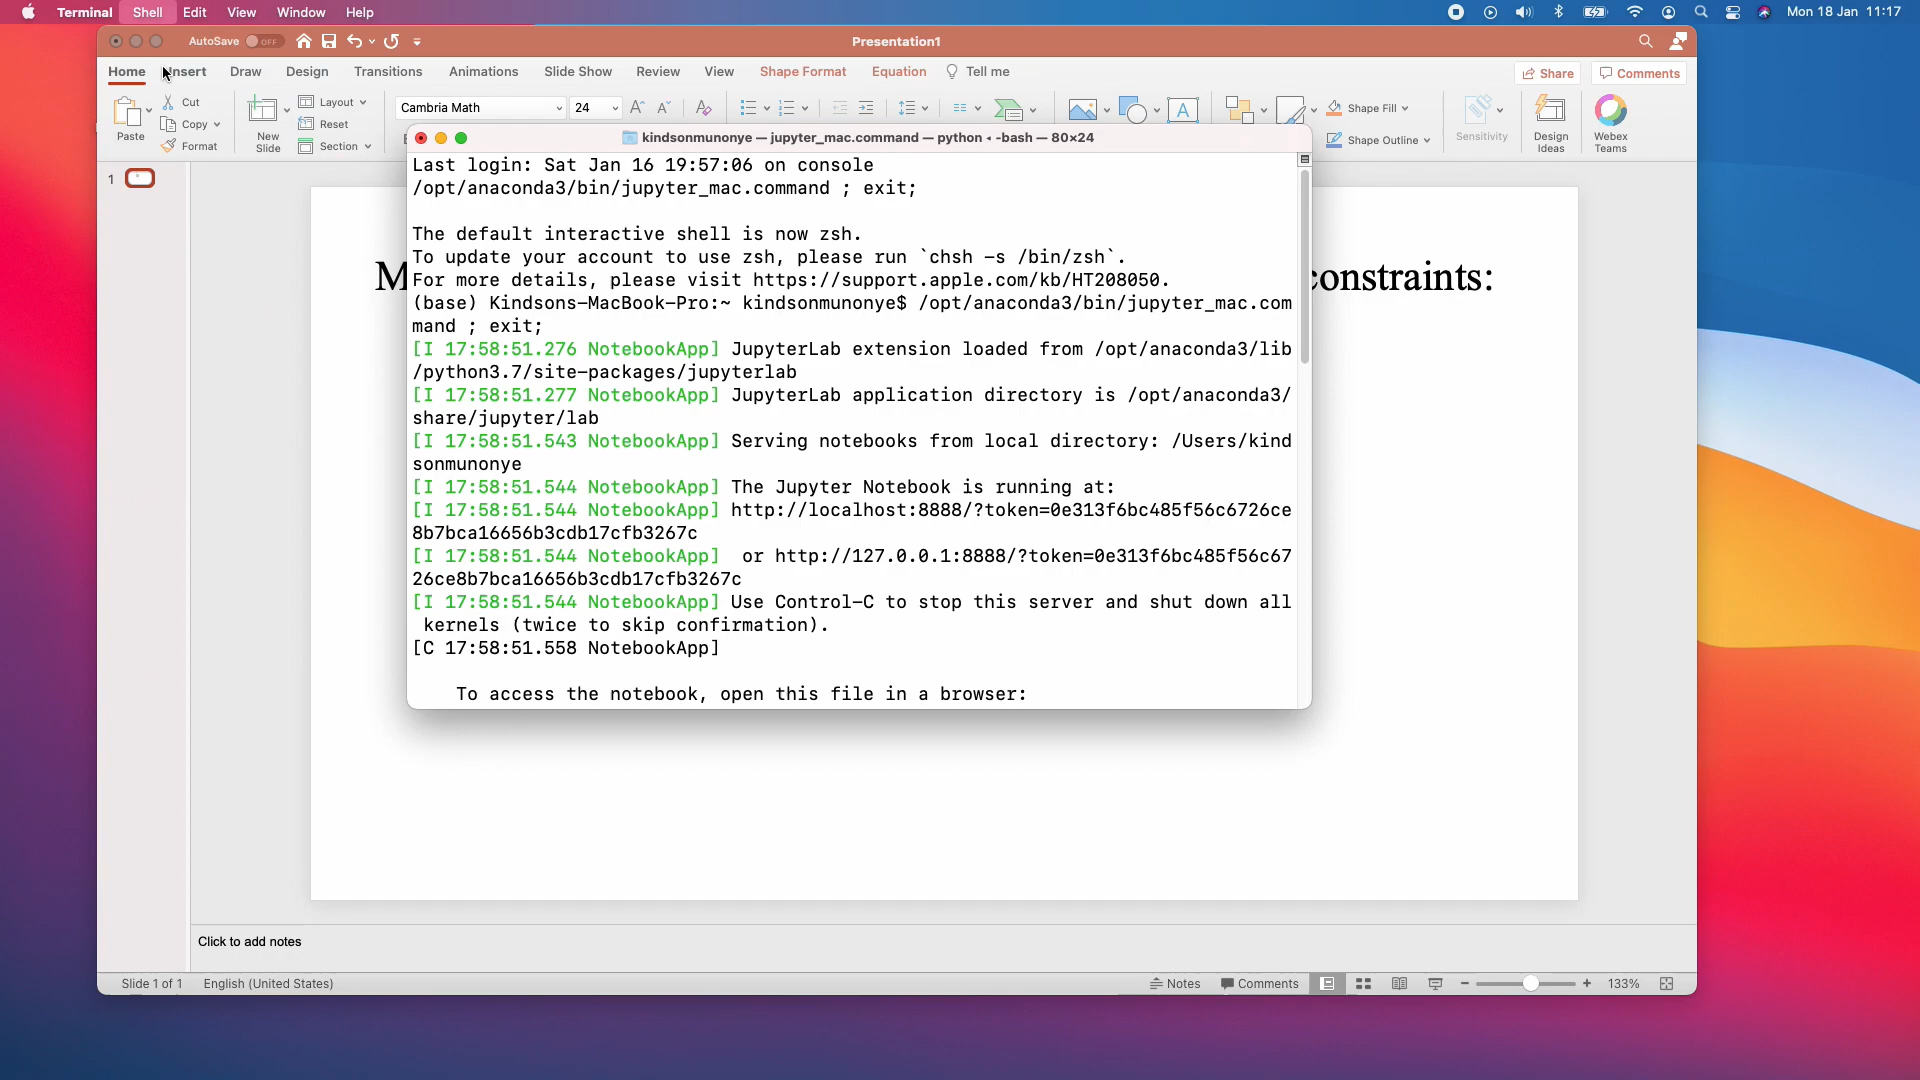 Terminal Shell Edit View Window Help Mon 18 Jan 11:17
AutoSave OFF Presentation1
Home Insert Draw Design Transitions Animations Slide Show Review View Shape Format Equation Tell me Share Comments
Paste Cut Copy Format
New Slide Layout Reset Section
Cambria Math 24
Shape Fill Shape Outline Sensitivity Design Ideas Webex Teams
kindsonmunonye — jupyter_mac.command — python ◂ -bash — 80×24
Last login: Sat Jan 16 19:57:06 on console
/opt/anaconda3/bin/jupyter_mac.command ; exit;
The default interactive shell is now zsh.
To update your account to use zsh, please run `chsh -s /bin/zsh`.
For more details, please visit https://support.apple.com/kb/HT208050.
(base) Kindsons-MacBook-Pro:~ kindsonmunonye$ /opt/anaconda3/bin/jupyter_mac.com
mand ; exit;
[I 17:58:51.276 NotebookApp] JupyterLab extension loaded from /opt/anaconda3/lib
/python3.7/site-packages/jupyterlab
[I 17:58:51.277 NotebookApp] JupyterLab application directory is /opt/anaconda3/
share/jupyter/lab
[I 17:58:51.543 NotebookApp] Serving notebooks from local directory: /Users/kind
sonmunonye
[I 17:58:51.544 NotebookApp] The Jupyter Notebook is running at:
[I 17:58:51.544 NotebookApp] http://localhost:8888/?token=0e313f6bc485f56c6726ce
8b7bca16656b3cdb17cfb3267c
[I 17:58:51.544 NotebookApp]  or http://127.0.0.1:8888/?token=0e313f6bc485f56c67
26ce8b7bca16656b3cdb17cfb3267c
[I 17:58:51.544 NotebookApp] Use Control-C to stop this server and shut down all
 kernels (twice to skip confirmation).
[C 17:58:51.558 NotebookApp]
To access the notebook, open this file in a browser:
M constraints:
1
Click to add notes
Slide 1 of 1 English (United States) Notes Comments 133%